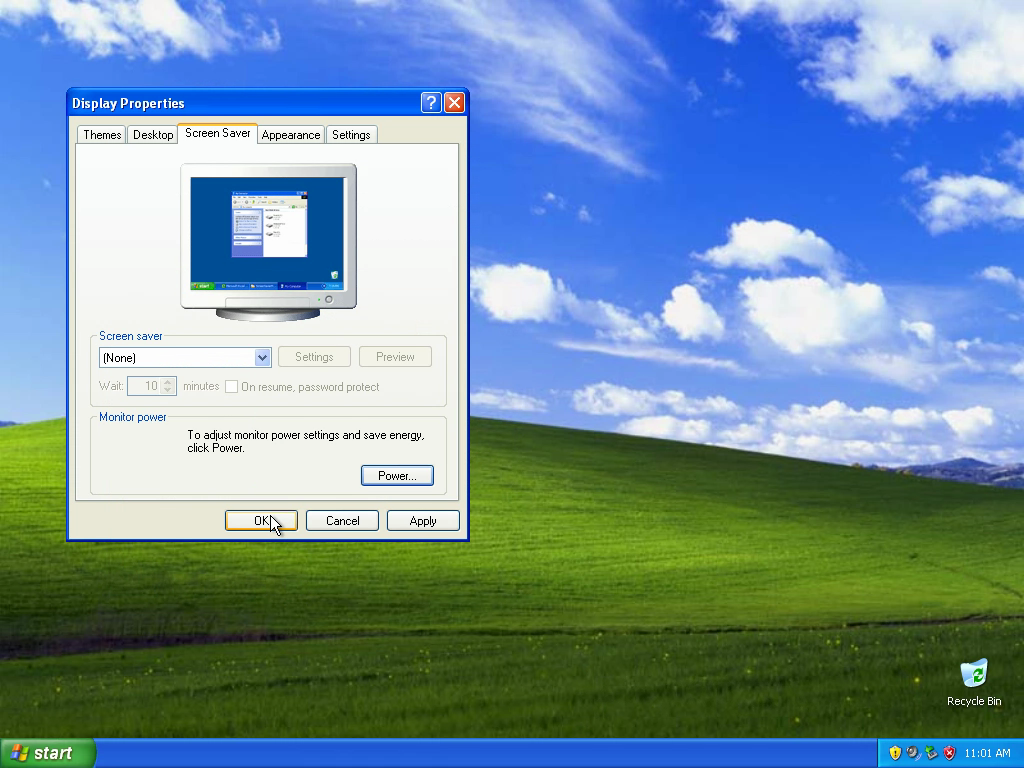 Display Properties
Themes Desktop Screen Saver Appearance Settings
start
Screen saver
(None) Settings Preview
Wait: 10 minutes On resume, password protect
Monitor power
To adjust monitor power settings and save energy,
click Power.
Power...
OK Cancel Apply
Recycle Bin
start 11:01 AM